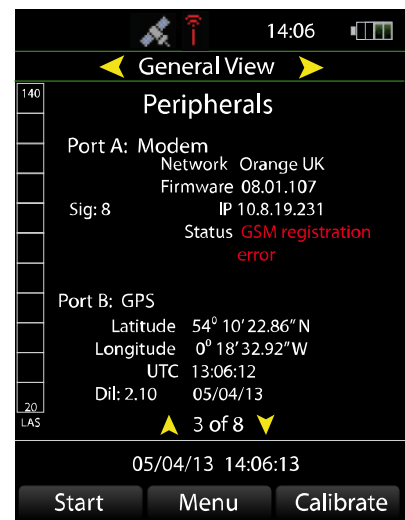 14:06
General View
140
Peripherals
Port A: Modem
Network Orange UK
Firmware 08.01.107
Sig: 8 IP 10.8.19.231
Status GSM registration
error
Port B: GPS
Latitude 54⁰ 10' 22.86" N
Longitude 0⁰ 18' 32.92" W
UTC 13:06:12
Dil: 2.10 05/04/13
20
LAS
3 of 8
05/04/13 14:06:13
Start Menu Calibrate